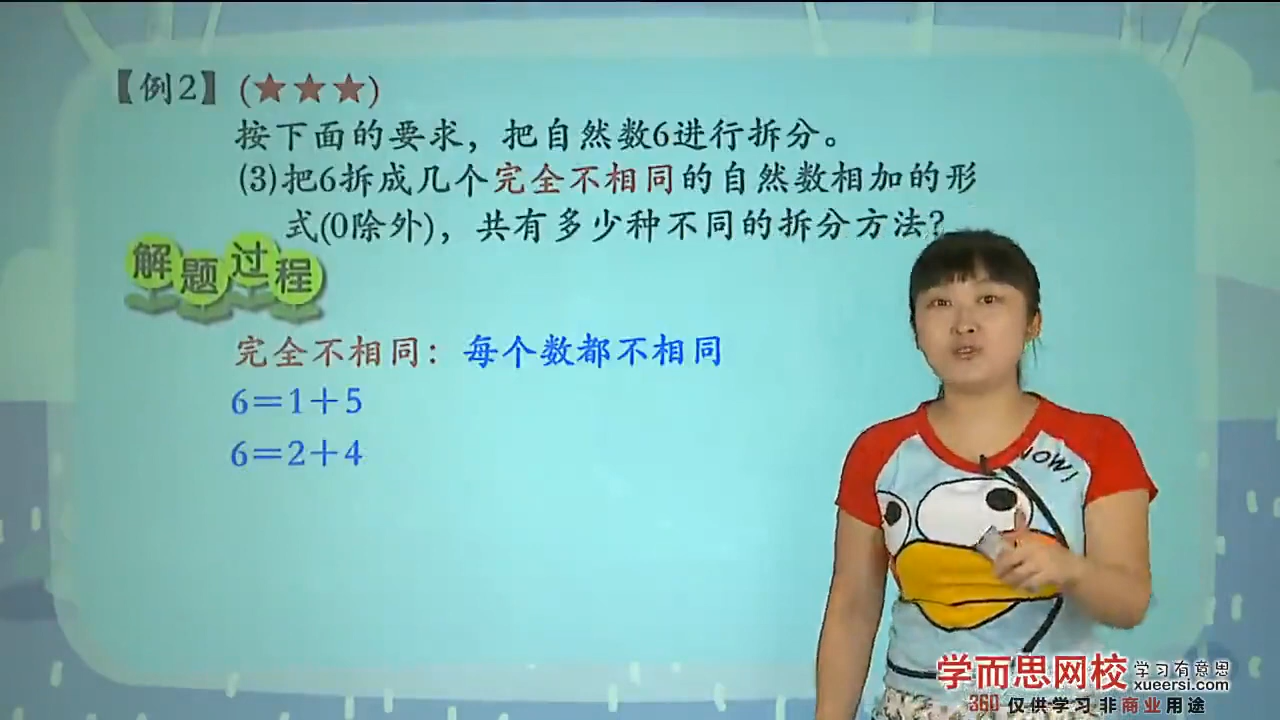 【例2】(★★★)
按下面的要求，把自然数6进行拆分。
(3)把6拆成几个完全不相同的自然数相加的形
式(0除外)，共有多少种不同的拆分方法?
解题过程
完全不相同：每个数都不相同
6=1+5
6=2+4
WOW!
学而思网校 学习有意思
xueersi.com
360 仅供学习 非商业用途